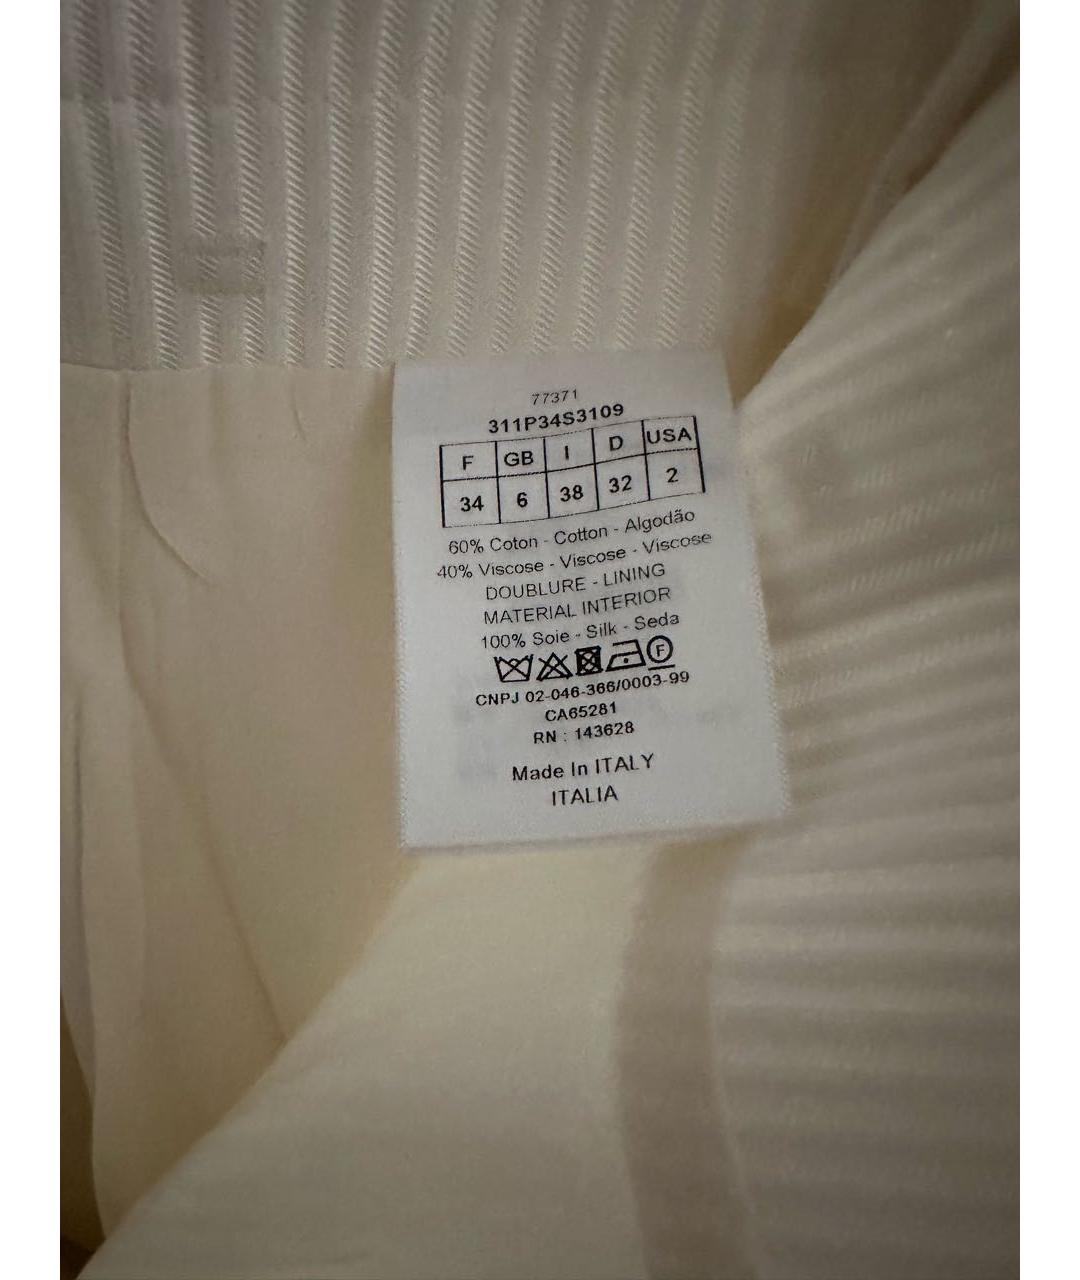 77371
311P34S3109
F GB I D USA
34 6 38 32 2
60% Coton - Cotton - Algodão
40% Viscose - Viscose - Viscose
DOUBLURE - LINING
MATERIAL INTERIOR
100% Soie - Silk - Seda
F
CNPJ 02-046-366/0003-99
CA65281
RN : 143628
Made In ITALY
ITALIA